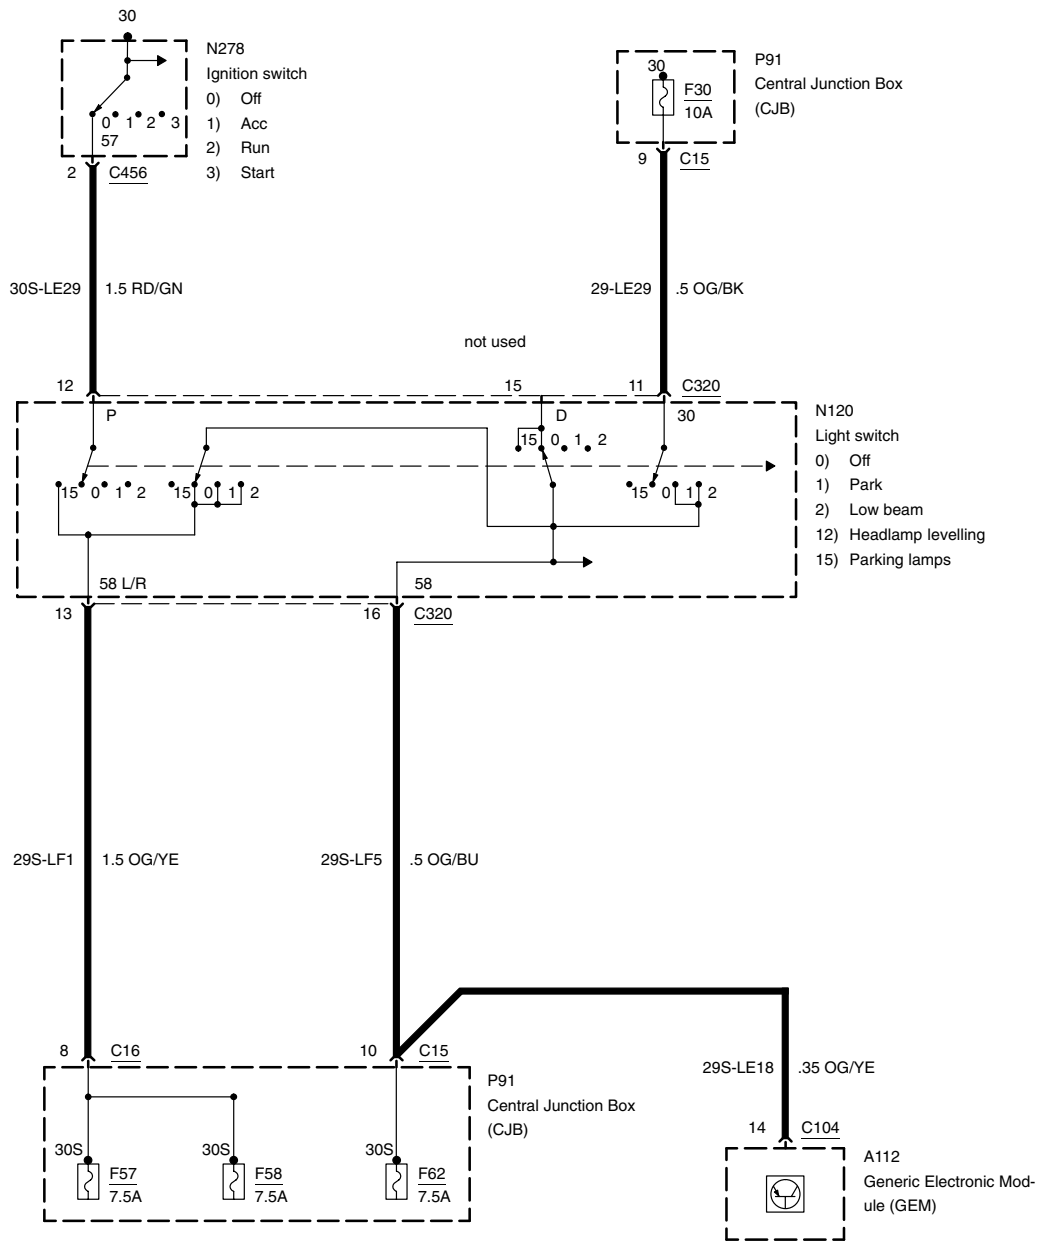 30
N278
Ignition switch
0) Off
1) Acc
2) Run
3) Start
0 1 2 3
57
2 C456
P91
Central Junction Box
(CJB)
30
F30
10A
9 C15
30S-LE29 1.5 RD/GN
29-LE29 .5 OG/BK
not used
12 15 11 C320
P D 30
15 0 1 2
15 0 1 2
15 0 1 2
15 0 1 2
N120
Light switch
0) Off
1) Park
2) Low beam
12) Headlamp levelling
15) Parking lamps
58 L/R 58
13 16 C320
29S-LF1 1.5 OG/YE
29S-LF5 .5 OG/BU
8 C16
10 C15
P91
Central Junction Box
(CJB)
30S 30S 30S
F57 F58 F62
7.5A 7.5A 7.5A
29S-LE18 .35 OG/YE
14 C104
A112
Generic Electronic Mod-
ule (GEM)